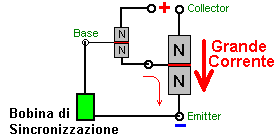 + Collector
Base
N
N
N
N
Grande
Corrente
Bobina di
Sincronizzazione
Emitter